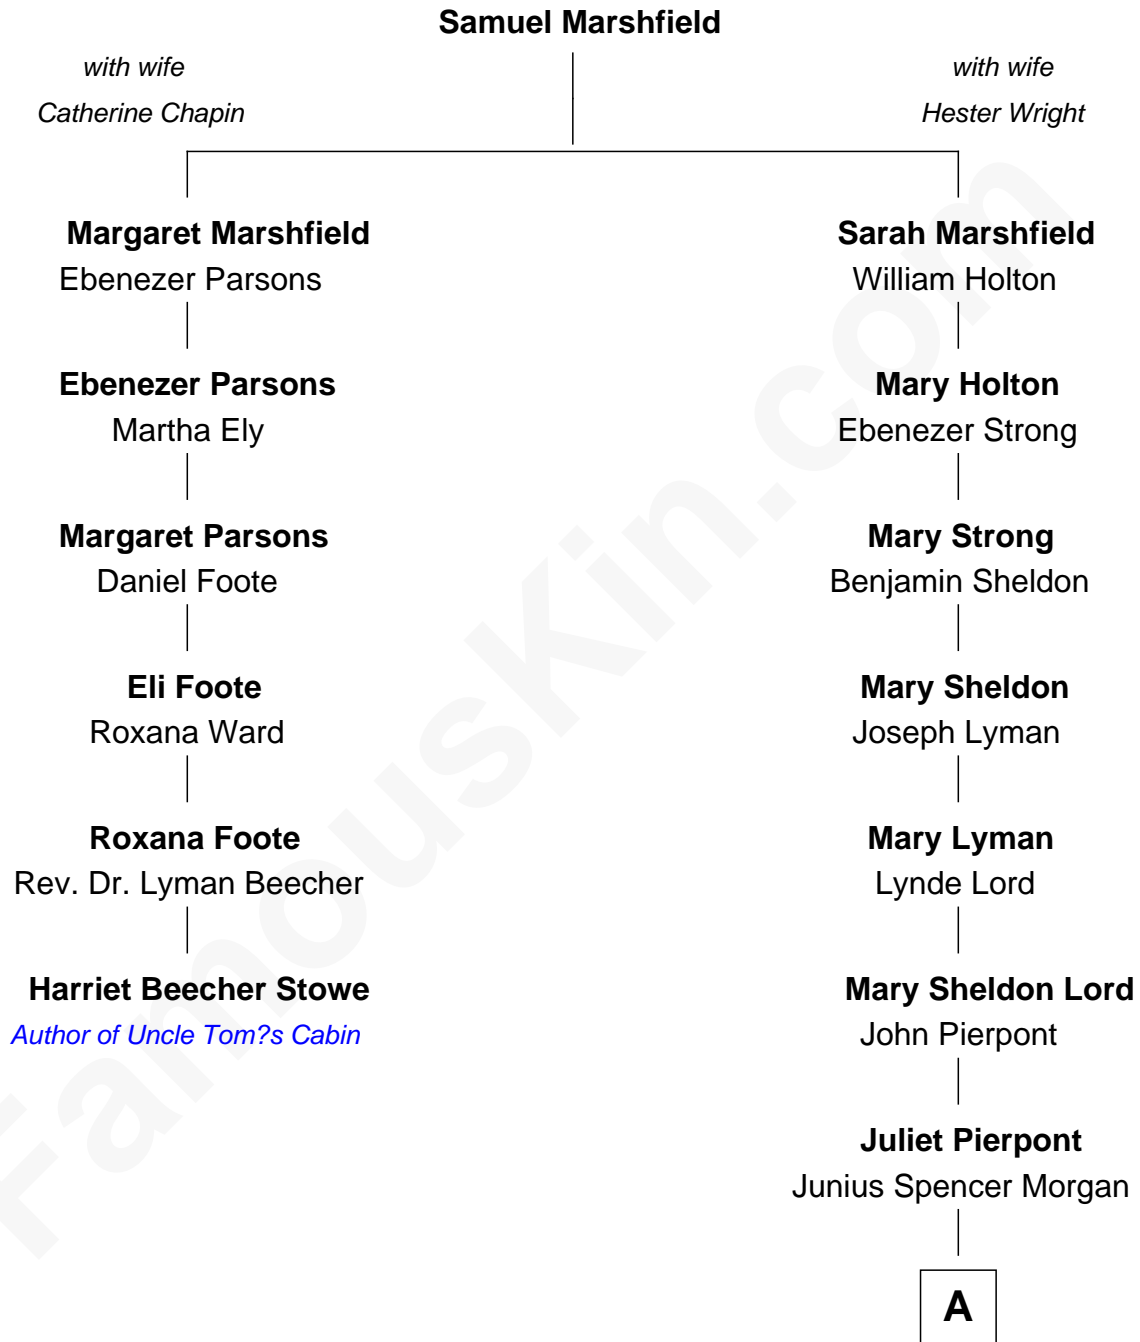 Samuel Marshfield
with wife
Catherine Chapin
with wife
Hester Wright
Margaret Marshfield
Ebenezer Parsons
Ebenezer Parsons
Martha Ely
Margaret Parsons
Daniel Foote
Eli Foote
Roxana Ward
Roxana Foote
Rev. Dr. Lyman Beecher
Harriet Beecher Stowe
Author of Uncle Tom?s Cabin
Sarah Marshfield
William Holton
Mary Holton
Ebenezer Strong
Mary Strong
Benjamin Sheldon
Mary Sheldon
Joseph Lyman
Mary Lyman
Lynde Lord
Mary Sheldon Lord
John Pierpont
Juliet Pierpont
Junius Spencer Morgan
A
FamousKin.com